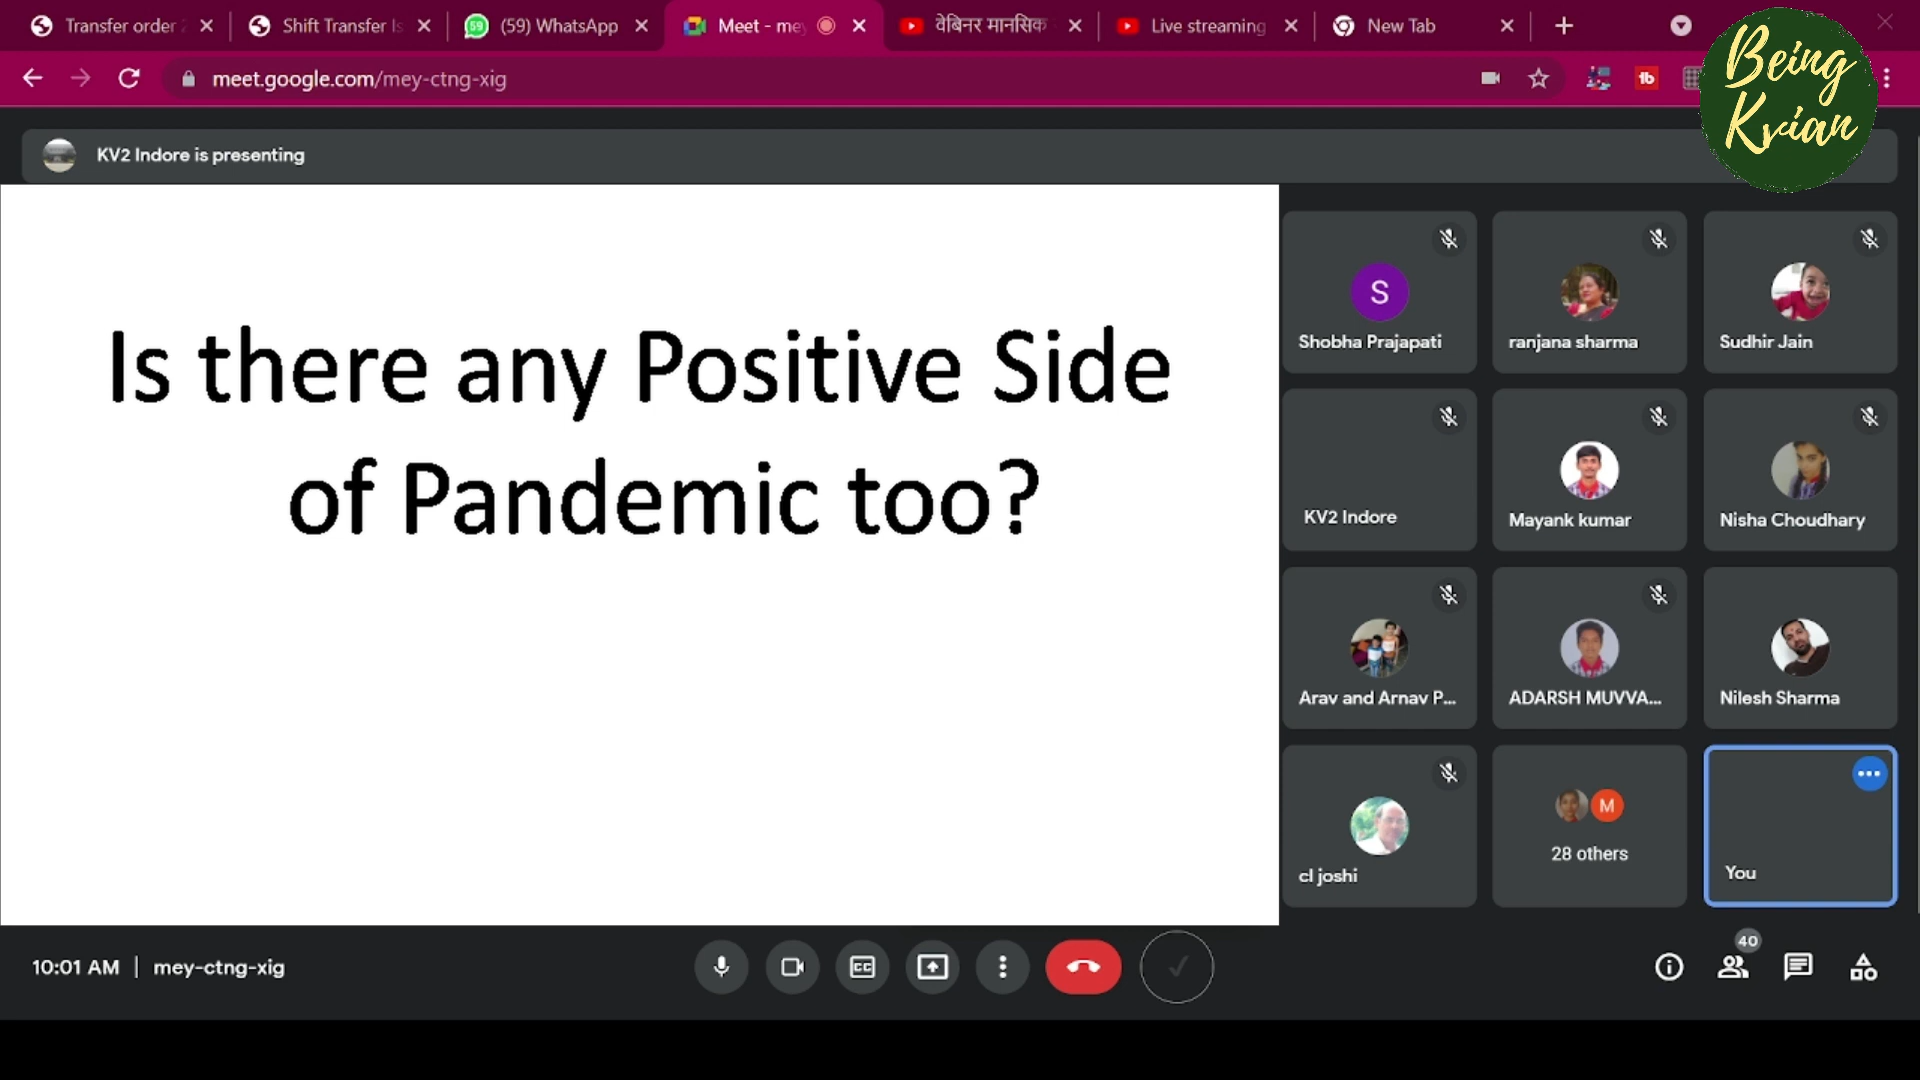 Transfer order
Shift Transfer Is
(59) WhatsApp
Meet - me
वेबिनर मानसिक
Live streaming
New Tab
meet.google.com/mey-ctng-xig
Being
Kvian
KV2 Indore is presenting
Is there any Positive Side
of Pandemic too?
S
Shobha Prajapati
ranjana sharma
Sudhir Jain
KV2 Indore
Mayank kumar
Nisha Choudhary
Arav and Arnav P...
ADARSH MUVVA...
Nilesh Sharma
cl joshi
M
28 others
You
10:01 AM | mey-ctng-xig
CC
40